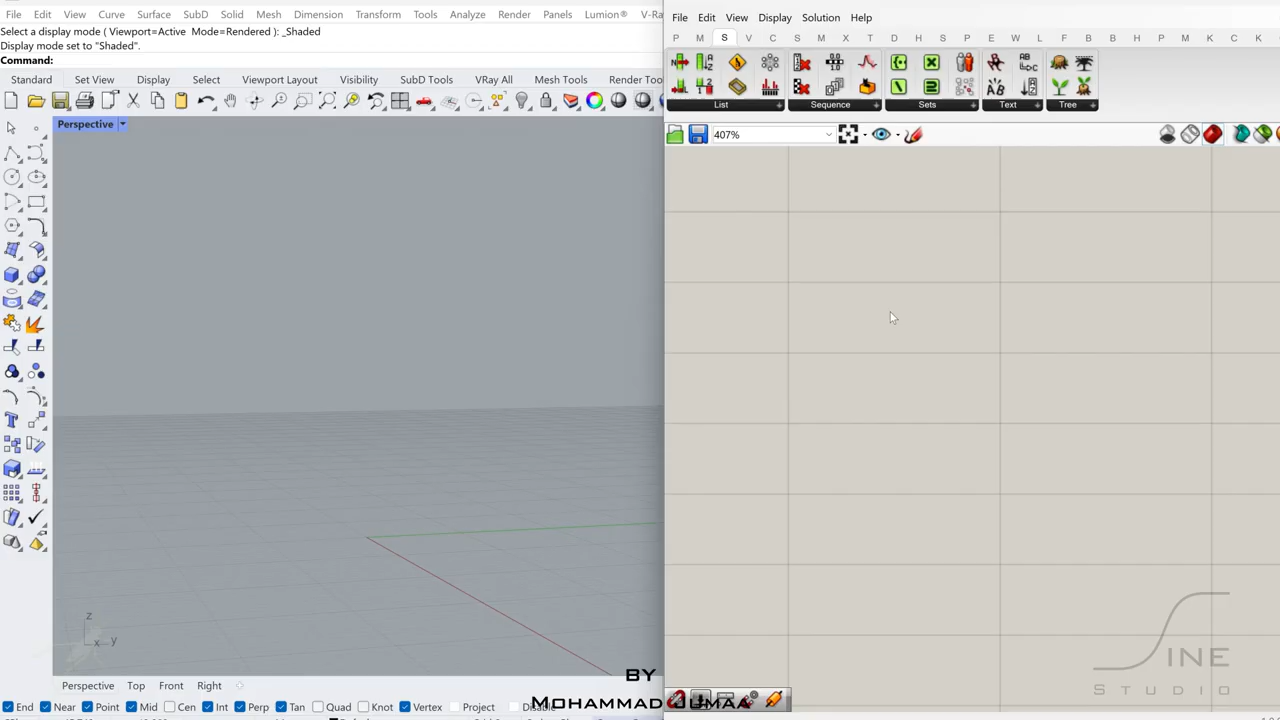 File Edit View Curve Surface SubD Solid Mesh Dimension Transform Tools Analyze Render Panels Lumion® V-Ra
Select a display mode ( Viewport=Active Mode=Rendered ): _Shaded
Display mode set to "Shaded".
Command:
Standard Set View Display Select Viewport Layout Visibility SubD Tools VRay All Mesh Tools Render Too
Perspective
z
x y
Perspective Top Front Right
End Near Point Mid Cen Int Perp Tan Quad Knot Vertex Project
File Edit View Display Solution Help
P M S V C S M X T D S P E W L F B B H P M K C K
List Sequence Sets Text Tree
407%
BY
Mohammad Jumaa
SINE
Studio